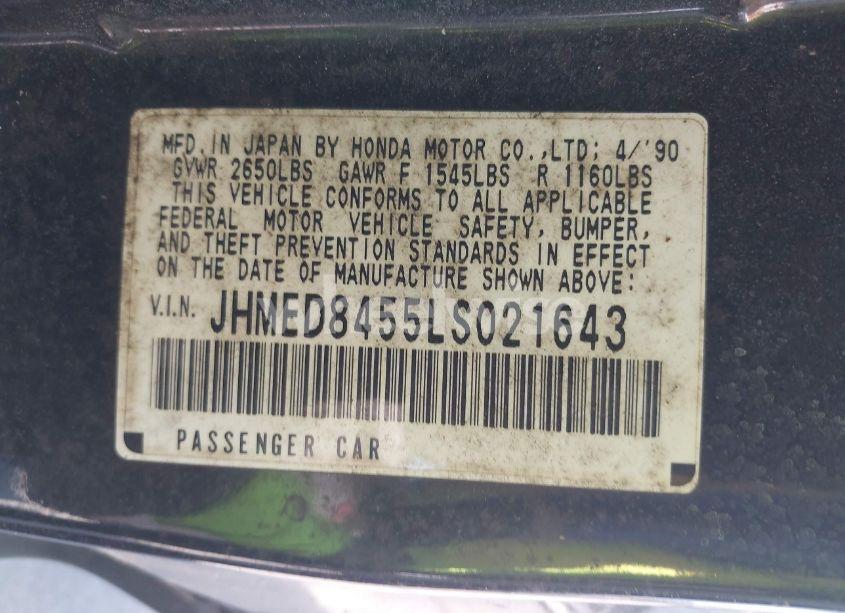 MFD. IN JAPAN BY HONDA MOTOR CO.,LTD; 4/'90
GVWR 2650LBS GAWR F 1545LBS R 1160LBS
THIS VEHICLE CONFORMS TO ALL APPLICABLE
FEDERAL MOTOR VEHICLE SAFETY, BUMPER,
AND THEFT PREVENTION STANDARDS IN EFFECT
ON THE DATE OF MANUFACTURE SHOWN ABOVE:
V.I.N. JHMED8455LS021643
PASSENGER CAR